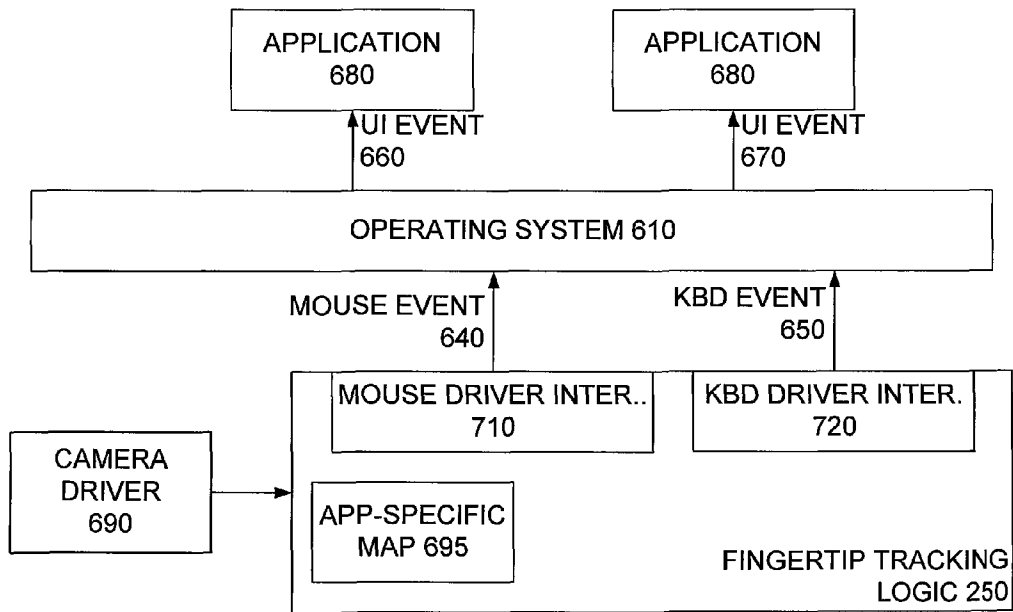 APPLICATION
680
APPLICATION
680
UI EVENT
660
UI EVENT
670
OPERATING SYSTEM 610
MOUSE EVENT
640
KBD EVENT
650
MOUSE DRIVER INTER..
710
KBD DRIVER INTER.
720
CAMERA
DRIVER
690
APP-SPECIFIC
MAP 695
FINGERTIP TRACKING
LOGIC 250